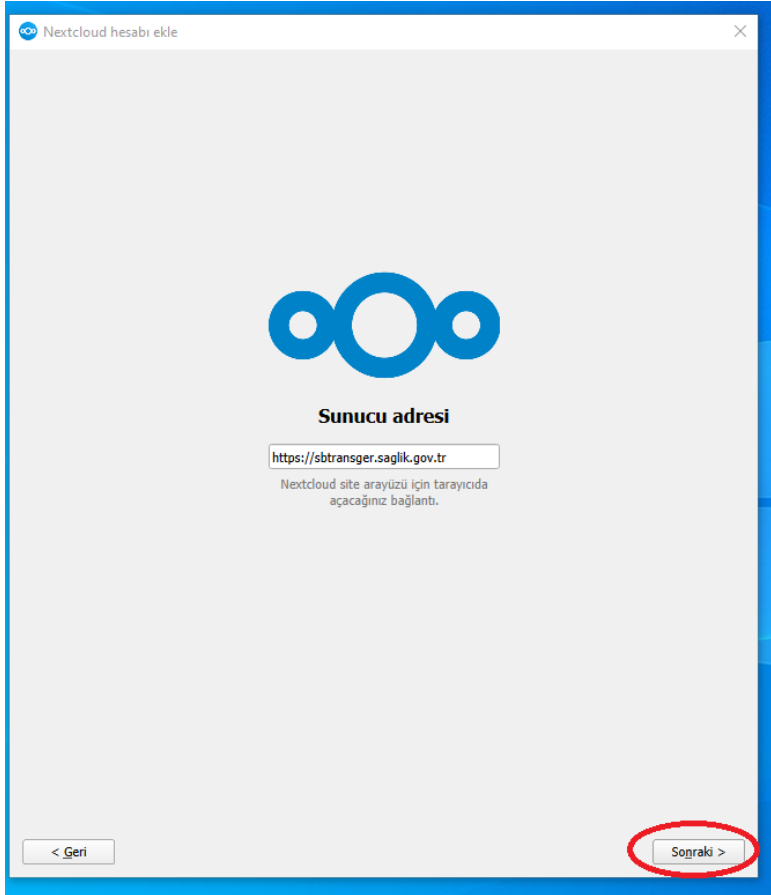 Nextcloud hesabı ekle
Sunucu adresi
https://sbtransger.saglik.gov.tr
Nextcloud site arayüzü için tarayıcıda
açacağınız bağlantı.
< Geri
Sonraki >